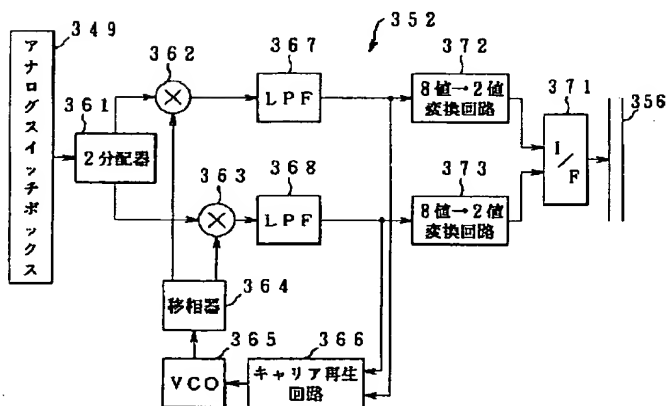 349
アナログスイッチボックス
361
2分配器
362
367
LPF
352
372
8値→2値
変換回路
371
I/F
356
363
368
LPF
373
8値→2値
変換回路
移相器
364
365
VCO
366
キャリア再生
回路